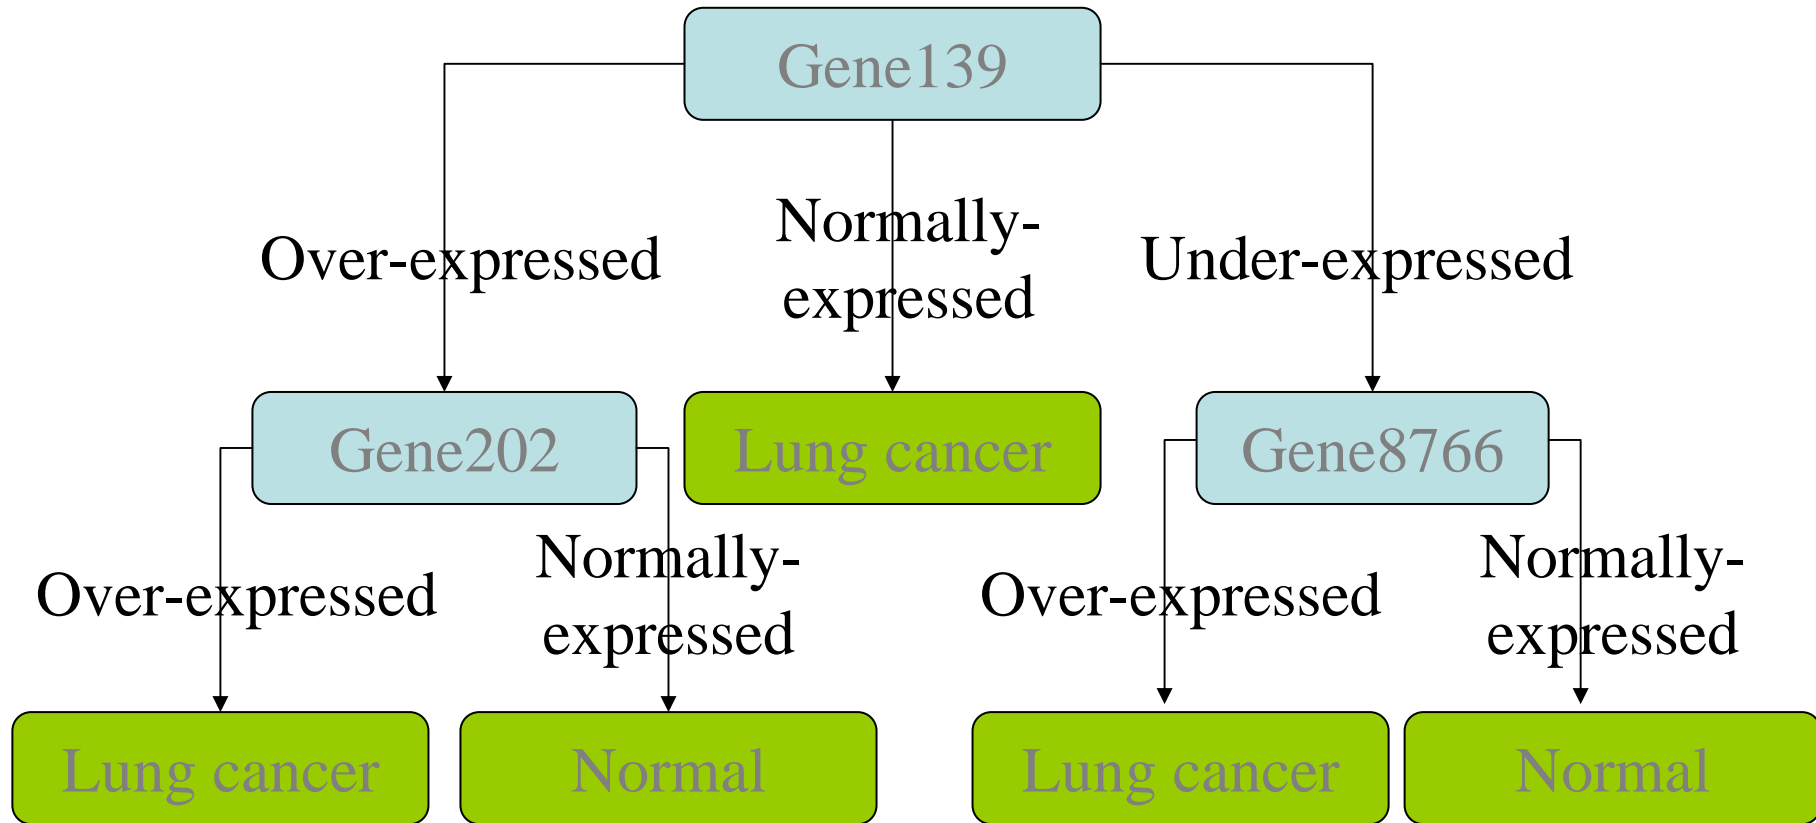 Gene139
Over-expressed
Normally-
expressed
Under-expressed
Gene202
Lung cancer
Gene8766
Over-expressed
Normally-
expressed
Over-expressed
Normally-
expressed
Lung cancer
Normal
Lung cancer
Normal